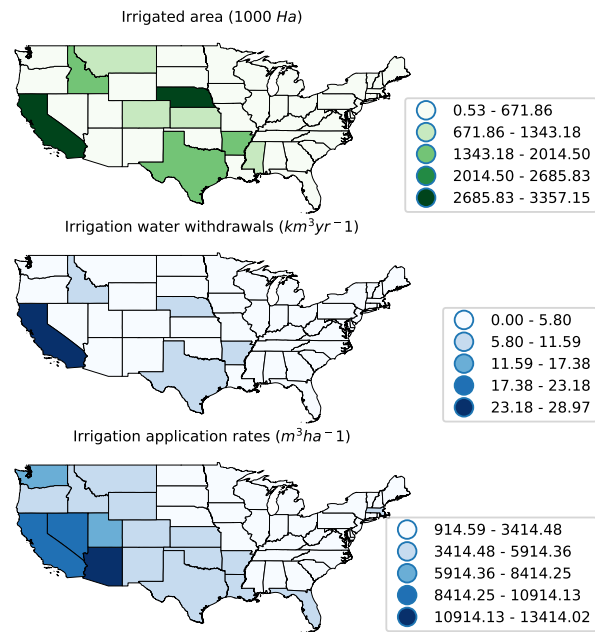 Irrigated area (1000 Ha)
0.53 - 671.86
671.86 - 1343.18
1343.18 - 2014.50
2014.50 - 2685.83
2685.83 - 3357.15
Irrigation water withdrawals (km³yr⁻1)
0.00 - 5.80
5.80 - 11.59
11.59 - 17.38
17.38 - 23.18
23.18 - 28.97
Irrigation application rates (m³ha⁻1)
914.59 - 3414.48
3414.48 - 5914.36
5914.36 - 8414.25
8414.25 - 10914.13
10914.13 - 13414.02